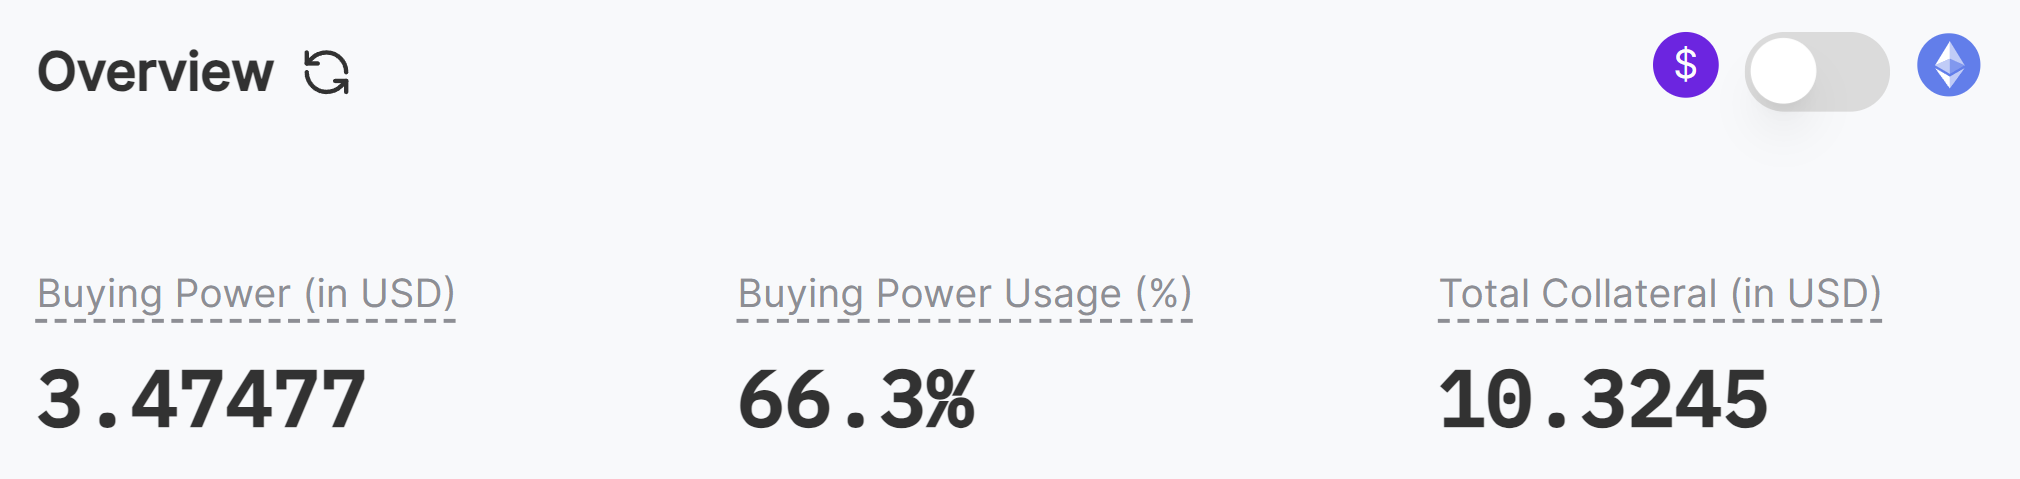 Overview
$
Buying Power (in USD)
3.47477
Buying Power Usage (%)
66.3%
Total Collateral (in USD)
10.3245